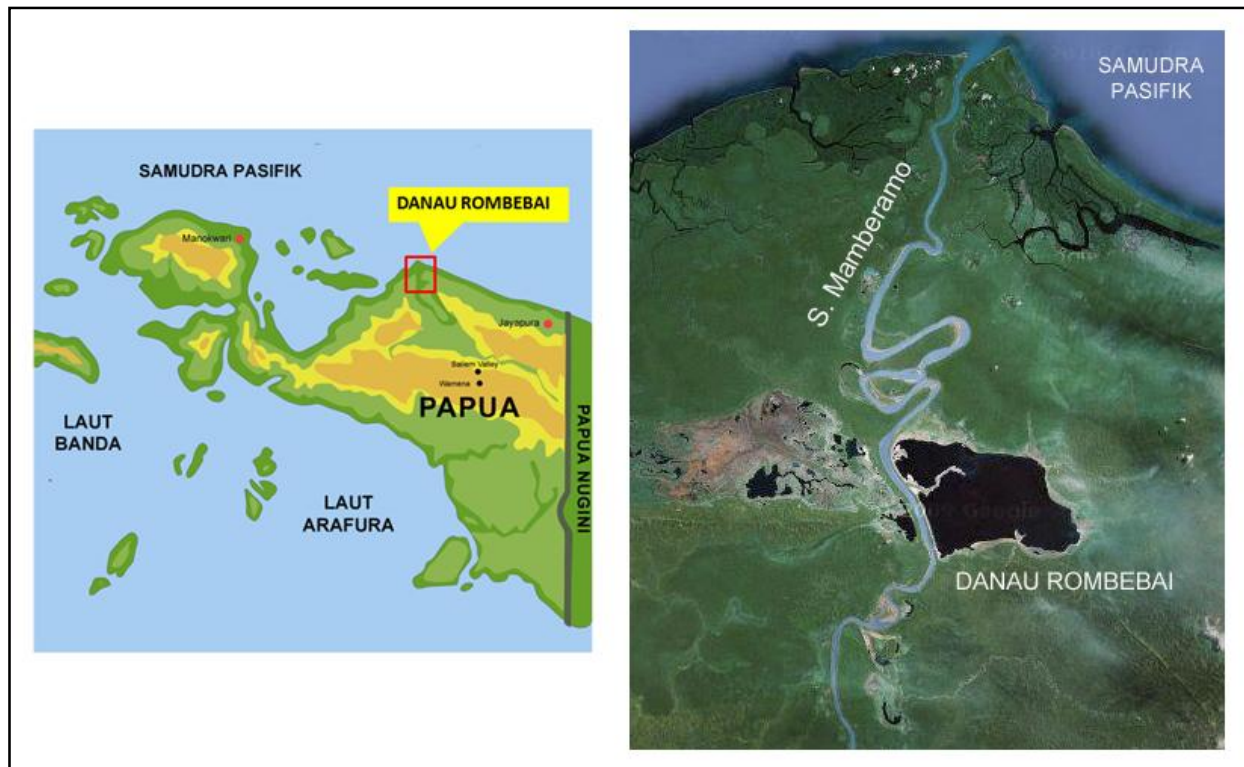 SAMUDRA PASIFIK
DANAU ROMBEBAI
Manokwari
Jayapura
Baliem Valley
Wamena
PAPUA
LAUT
BANDA
LAUT
ARAFURA
PAPUA NUGINI
SAMUDRA
PASIFIK
S. Mamberamo
DANAU ROMBEBAI